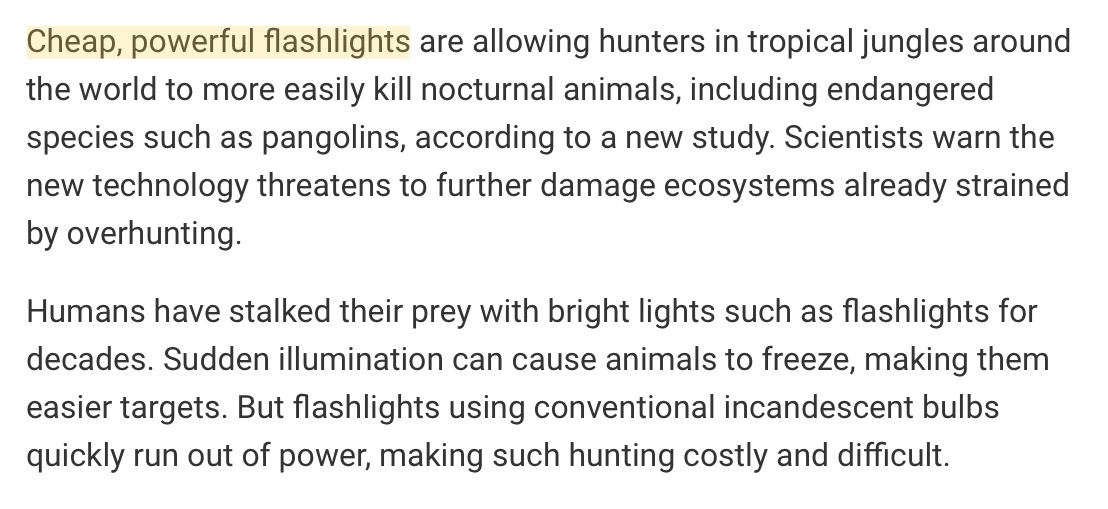 Cheap, powerful flashlights are allowing hunters in tropical jungles around
the world to more easily kill nocturnal animals, including endangered
species such as pangolins, according to a new study. Scientists warn the
new technology threatens to further damage ecosystems already strained
by overhunting.
Humans have stalked their prey with bright lights such as flashlights for
decades. Sudden illumination can cause animals to freeze, making them
easier targets. But flashlights using conventional incandescent bulbs
quickly run out of power, making such hunting costly and difficult.